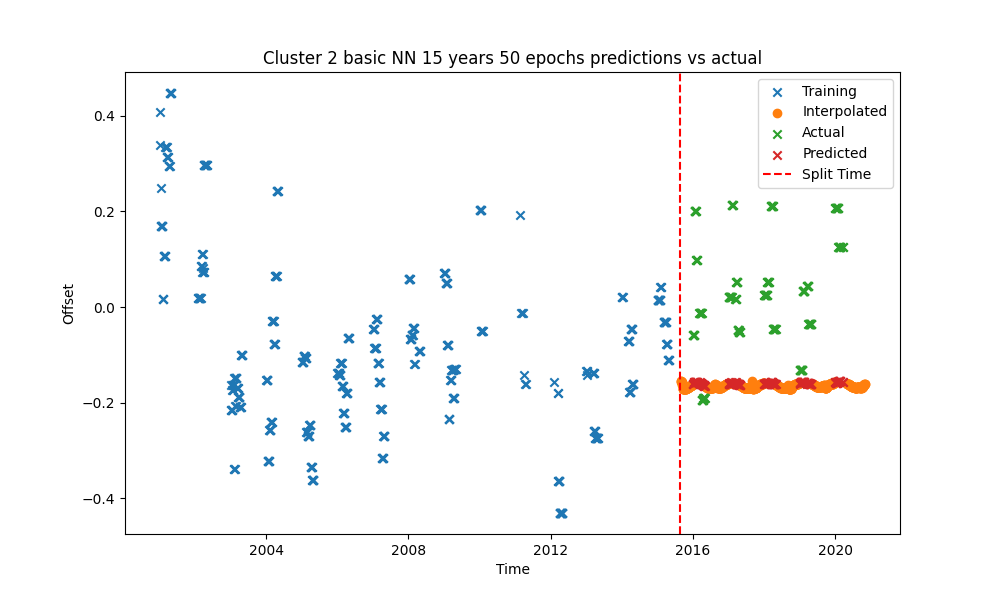 Cluster 2 basic NN 15 years 50 epochs predictions vs actual
Training
Interpolated
Actual
Predicted
Split Time
0.4
0.2
0.0
−0.2
−0.4
Offset
2004
2008
2012
2016
2020
Time